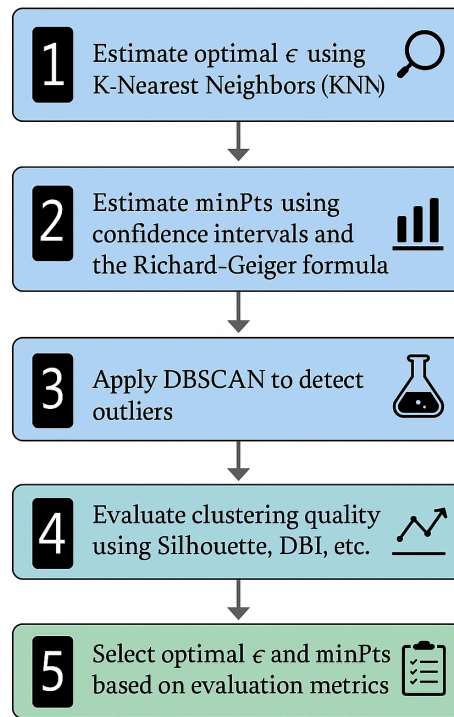 1
Estimate optimal ϵ using
K-Nearest Neighbors (KNN)
2
Estimate minPts using
confidence intervals and
the Richard-Geiger formula
3
Apply DBSCAN to detect
outliers
4
Evaluate clustering quality
using Silhouette, DBI, etc.
5
Select optimal ϵ and minPts
based on evaluation metrics